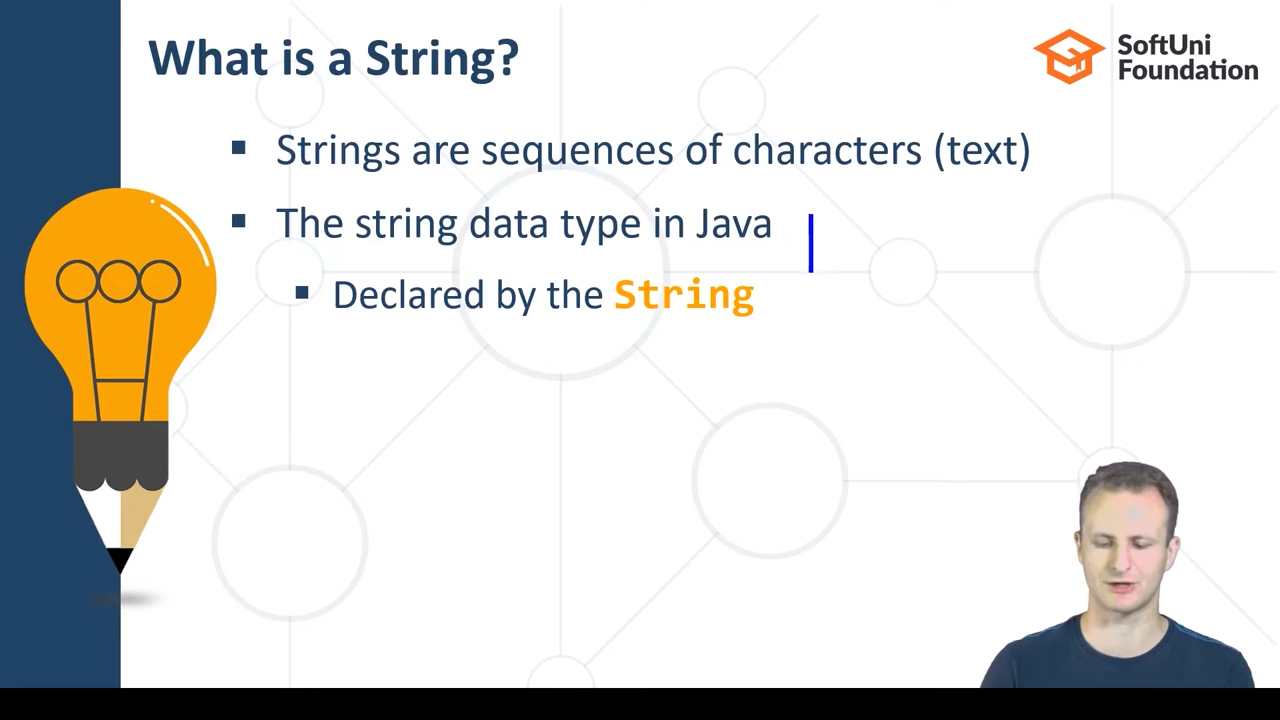 What is a String?
SoftUni
Foundation
Strings are sequences of characters (text)
The string data type in Java
Declared by the String